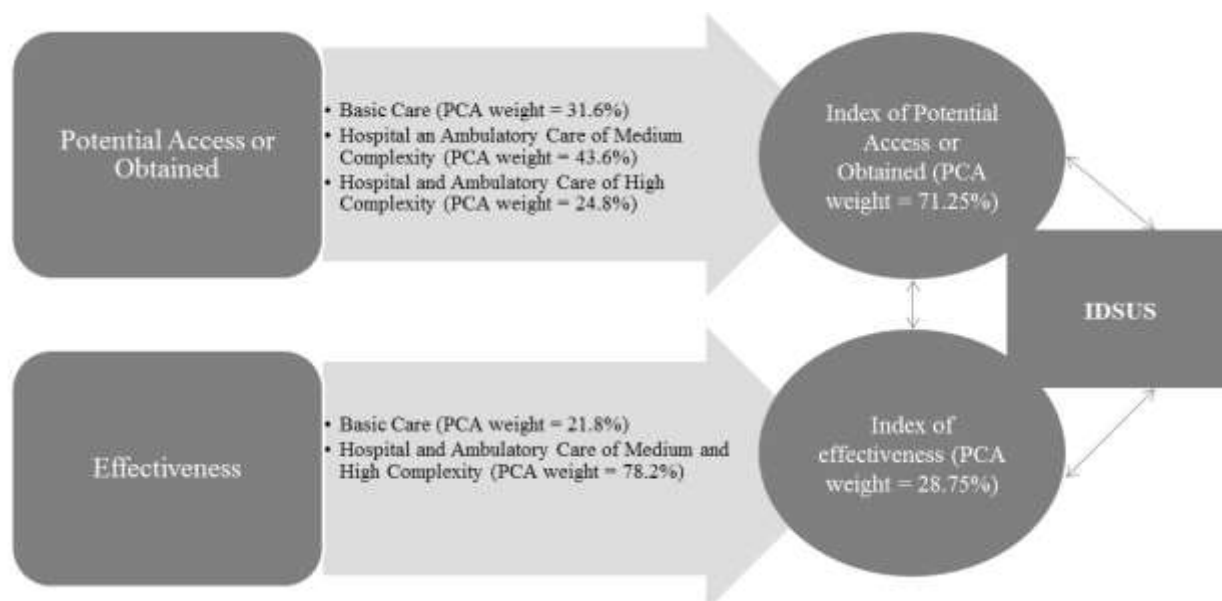 Potential Access or
Obtained
• Basic Care (PCA weight = 31.6%)
• Hospital an Ambulatory Care of Medium
Complexity (PCA weight = 43.6%)
• Hospital and Ambulatory Care of High
Complexity (PCA weight = 24.8%)
Index of Potential
Access or
Obtained (PCA
weight = 71.25%)
IDSUS
Effectiveness
• Basic Care (PCA weight = 21.8%)
• Hospital and Ambulatory Care of Medium and
High Complexity (PCA weight = 78.2%)
Index of
effectiveness (PCA
weight = 28.75%)